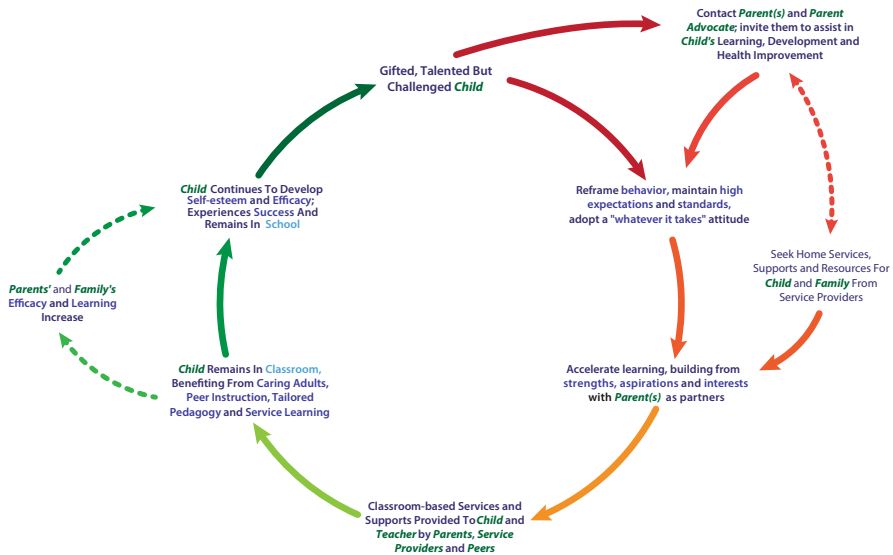 Contact Parent(s) and Parent
Advocate; invite them to assist in
Child's Learning, Development and
Health Improvement
Gifted, Talented But
Challenged Child
Reframe behavior, maintain high
expectations and standards,
adopt a "whatever it takes" attitude
Seek Home Services,
Supports and Resources For
Child and Family From
Service Providers
Accelerate learning, building from
strengths, aspirations and interests
with Parent(s) as partners
Classroom-based Services and
Supports Provided To Child and
Teacher by Parents, Service
Providers and Peers
Child Remains In Classroom,
Benefiting From Caring Adults,
Peer Instruction, Tailored
Pedagogy and Service Learning
Parents' and Family's
Efficacy and Learning
Increase
Child Continues To Develop
Self-esteem and Efficacy;
Experiences Success And
Remains In School